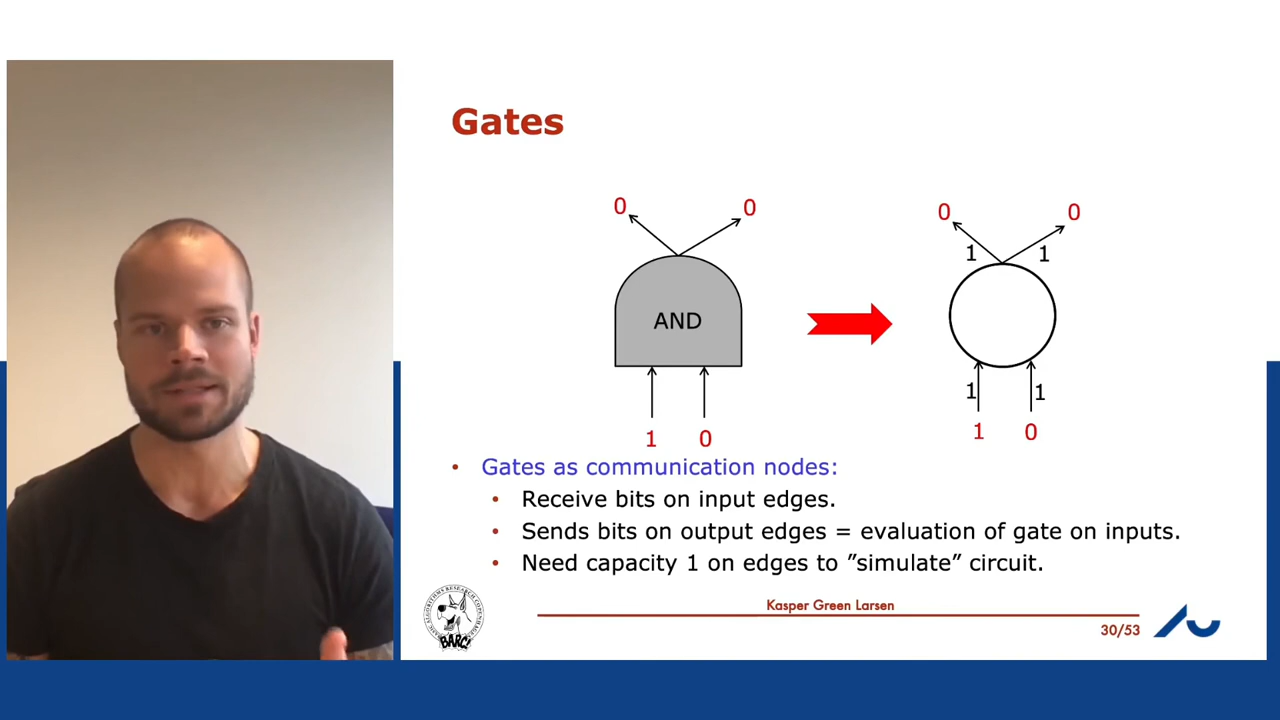 Gates
0 0
0 0
1 1
AND
1 1
1 0
1 0
• Gates as communication nodes:
• Receive bits on input edges.
• Sends bits on output edges = evaluation of gate on inputs.
• Need capacity 1 on edges to ”simulate” circuit.
BARC!
Kasper Green Larsen
30/53